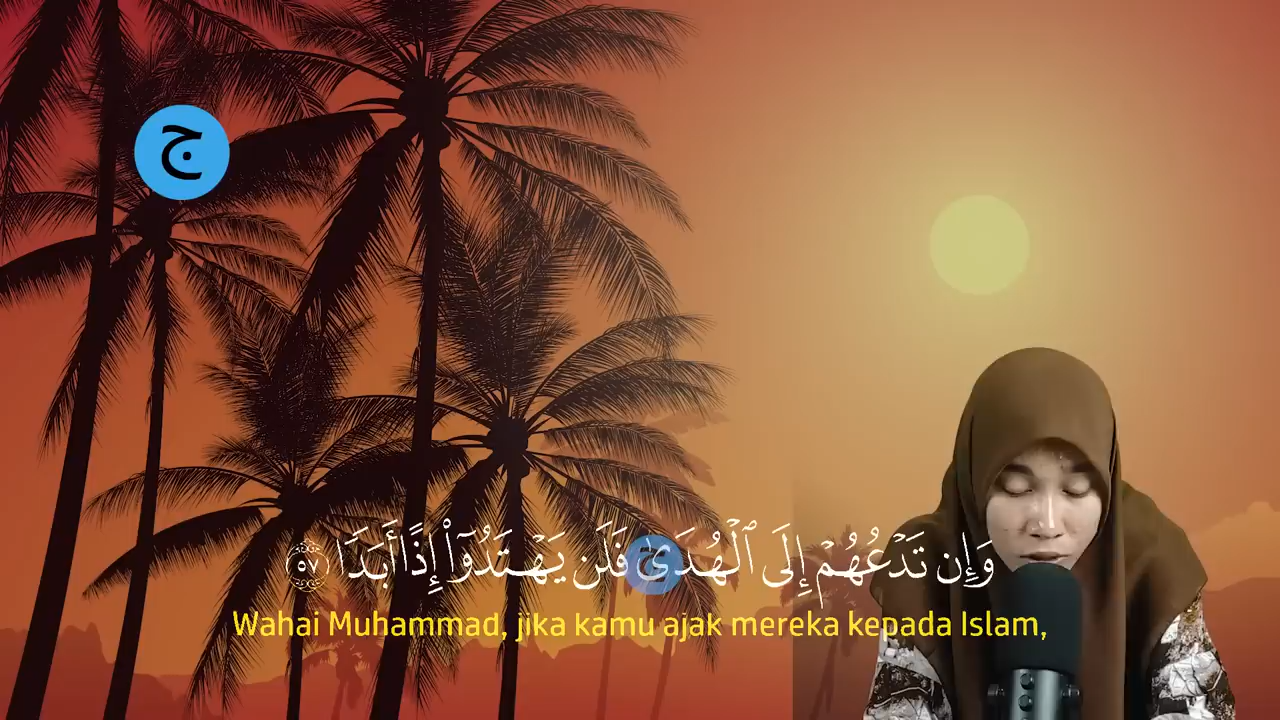 ج
وَإِن تَدْعُهُمْ إِلَى ٱلْهُدَىٰ فَلَن يَهْتَدُوٓا۟ إِذًا أَبَدًا ٥٧
Wahai Muhammad, jika kamu ajak mereka kepada Islam,